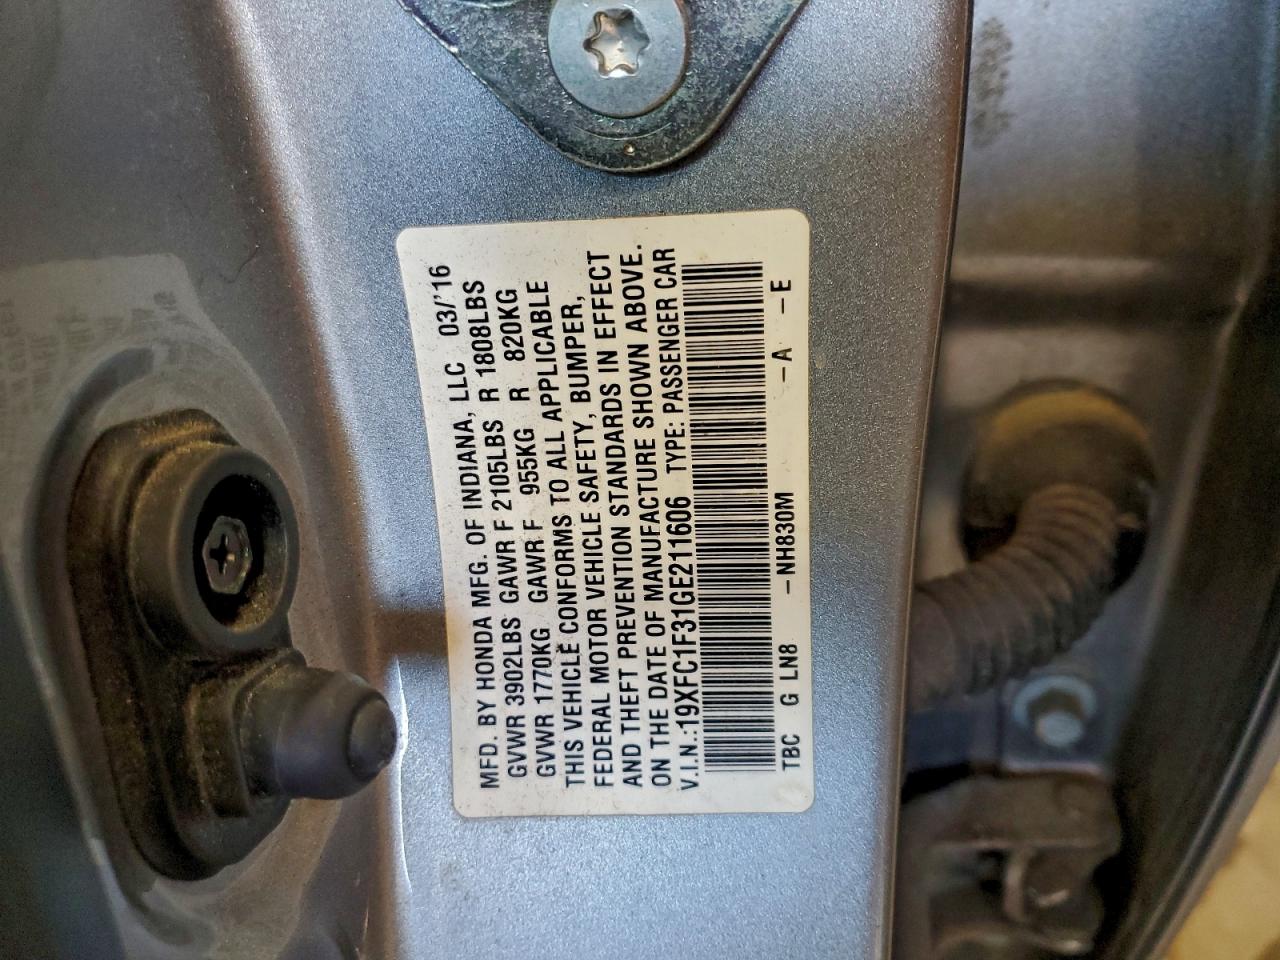 MFD. BY HONDA MFG. OF INDIANA, LLC 03/'16
GVWR 3902LBS GAWR F 2105LBS R 1808LBS
GVWR 1770KG GAWR F 955KG R 820KG
THIS VEHICLE CONFORMS TO ALL APPLICABLE
FEDERAL MOTOR VEHICLE SAFETY, BUMPER,
AND THEFT PREVENTION STANDARDS IN EFFECT
ON THE DATE OF MANUFACTURE SHOWN ABOVE.
V.I.N.:19XFC1F31GE211606 TYPE: PASSENGER CAR
TBC G LN8 -NH830M -A -E